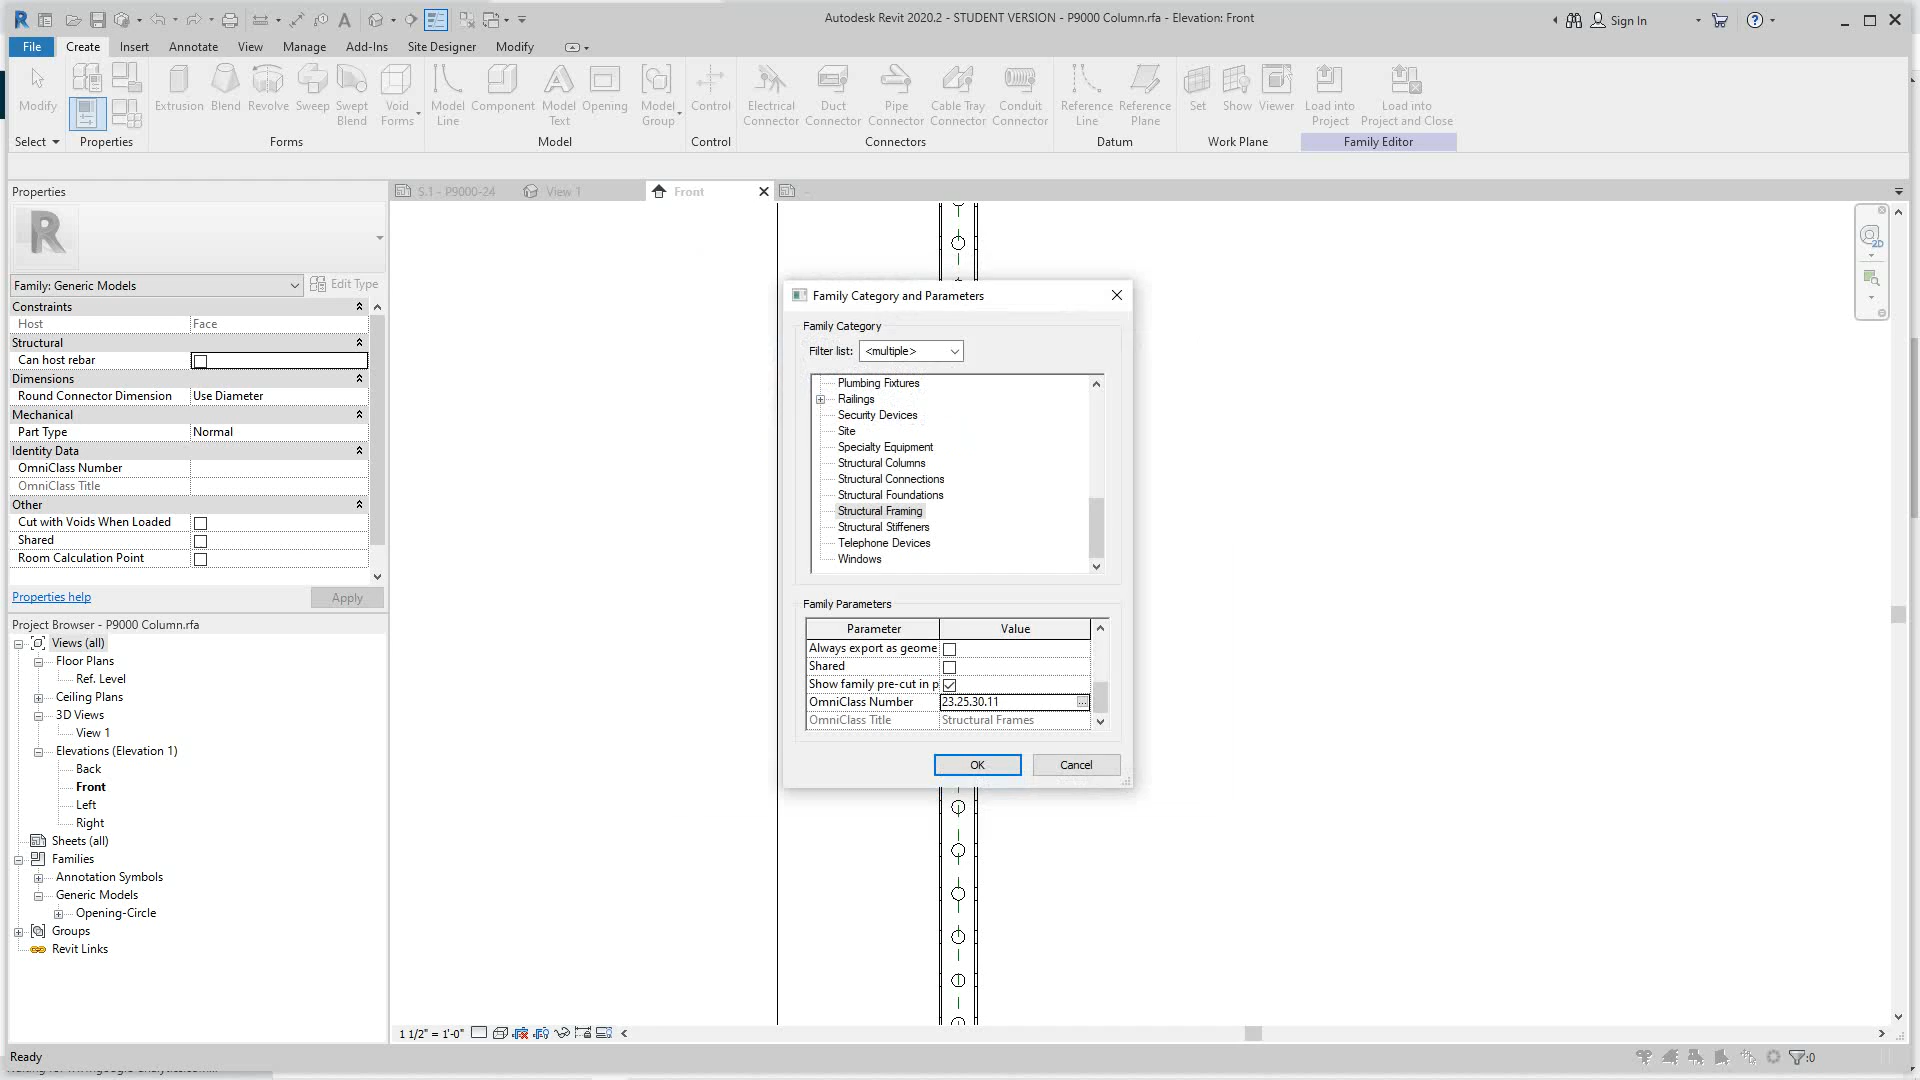 Autodesk Revit 2020.2 - STUDENT VERSION - P9000 Column.rfa - Elevation: Front
Sign In
File Create Insert Annotate View Manage Add-Ins Site Designer Modify
Modify
Extrusion Blend Revolve Sweep Swept Blend Void Forms
Model Line Component Model Text Opening Model Group
Control
Electrical Connector Duct Connector Pipe Connector Cable Tray Connector Conduit Connector
Reference Line Reference Plane
Set Show Viewer
Load into Project Load into Project and Close
Select Properties Forms Model Control Connectors Datum Work Plane Family Editor
Properties
S.1 - P9000-24 View 1 Front -
R
Family: Generic Models Edit Type
Constraints
Host Face
Structural
Can host rebar
Dimensions
Round Connector Dimension Use Diameter
Mechanical
Part Type Normal
Identity Data
OmniClass Number
OmniClass Title
Other
Cut with Voids When Loaded
Shared
Room Calculation Point
Properties help Apply
Project Browser - P9000 Column.rfa
Views (all)
Floor Plans
Ref. Level
Ceiling Plans
3D Views
View 1
Elevations (Elevation 1)
Back
Front
Left
Right
Sheets (all)
Families
Annotation Symbols
Generic Models
Opening-Circle
Groups
Revit Links
Family Category and Parameters
Family Category
Filter list: <multiple>
Plumbing Fixtures
Railings
Security Devices
Site
Specialty Equipment
Structural Columns
Structural Connections
Structural Foundations
Structural Framing
Structural Stiffeners
Telephone Devices
Windows
Family Parameters
Parameter Value
Always export as geome
Shared
Show family pre-cut in p
OmniClass Number 23.25.30.11
OmniClass Title Structural Frames
OK Cancel
2D
1 1/2" = 1'-0"
Ready
:0